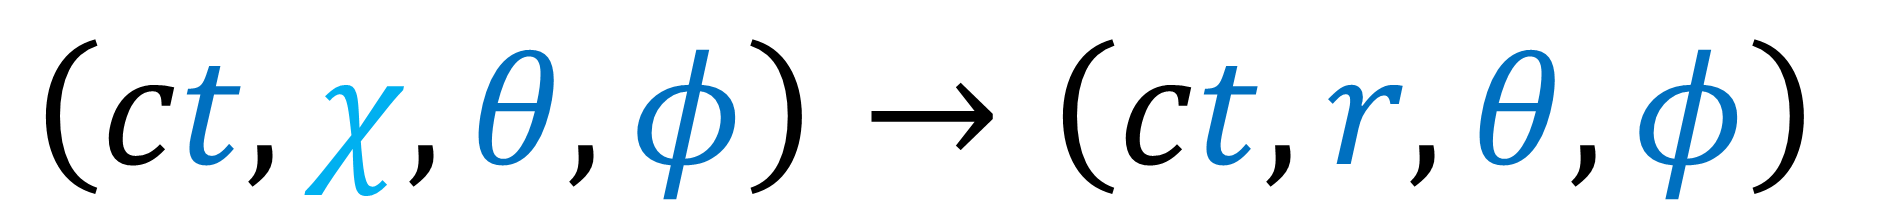 (ct, χ, θ, ϕ) → (ct, r, θ, ϕ)